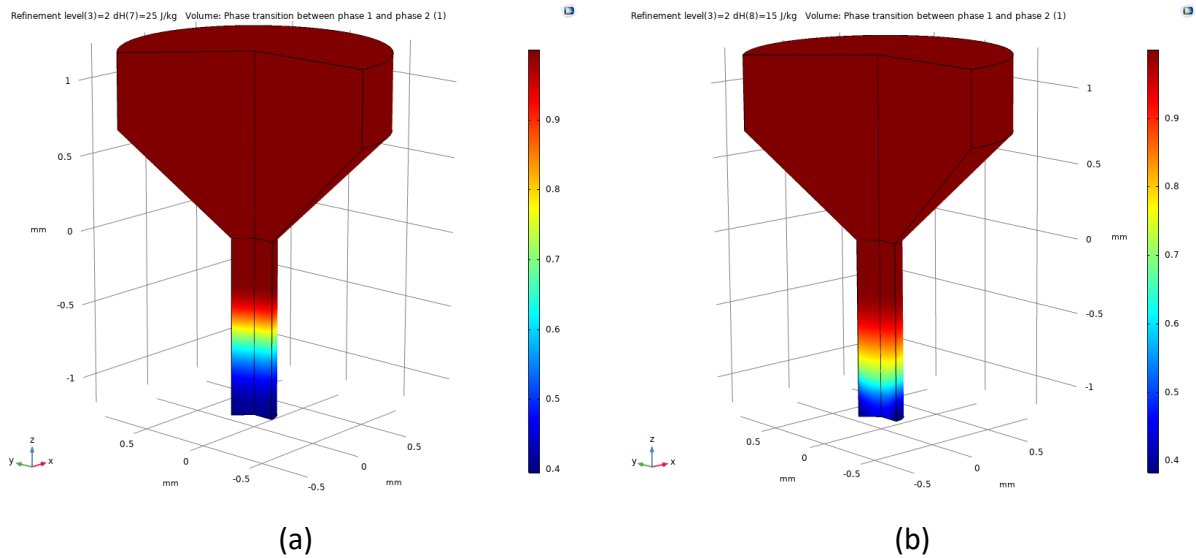 Refinement level(3)=2 dH(7)=25 J/kg Volume: Phase transition between phase 1 and phase 2 (1)
1
0.5
mm
0
-0.5
-1
0.5
0
mm
-0.5
-0.5
0
0.5
mm
z
y
x
0.9
0.8
0.7
0.6
0.5
0.4
(a)
Refinement level(3)=2 dH(8)=15 J/kg Volume: Phase transition between phase 1 and phase 2 (1)
1
0.5
0
mm
-0.5
-1
0.5
0
mm
-0.5
-0.5
0
0.5
mm
z
y
x
0.9
0.8
0.7
0.6
0.5
0.4
(b)